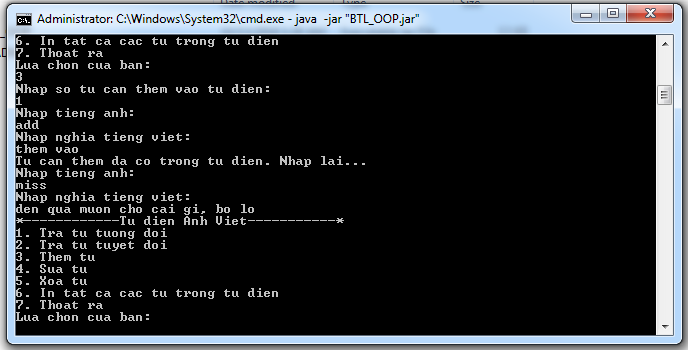 Date modified Type Size
Administrator: C:\Windows\System32\cmd.exe - java -jar "BTL_OOP.jar"
6. In tat ca cac tu trong tu dien
7. Thoat ra
Lua chon cua ban:
3
Nhap so tu can them vao tu dien:
1
Nhap tieng anh:
add
Nhap nghia tieng viet:
them vao
Tu can them da co trong tu dien. Nhap lai...
Nhap tieng anh:
miss
Nhap nghia tieng viet:
den qua muon cho cai gi, bo lo
*------------Tu dien Anh Viet-----------*
1. Tra tu tuong doi
2. Tra tu tuyet doi
3. Them tu
4. Sua tu
5. Xoa tu
6. In tat ca cac tu trong tu dien
7. Thoat ra
Lua chon cua ban: